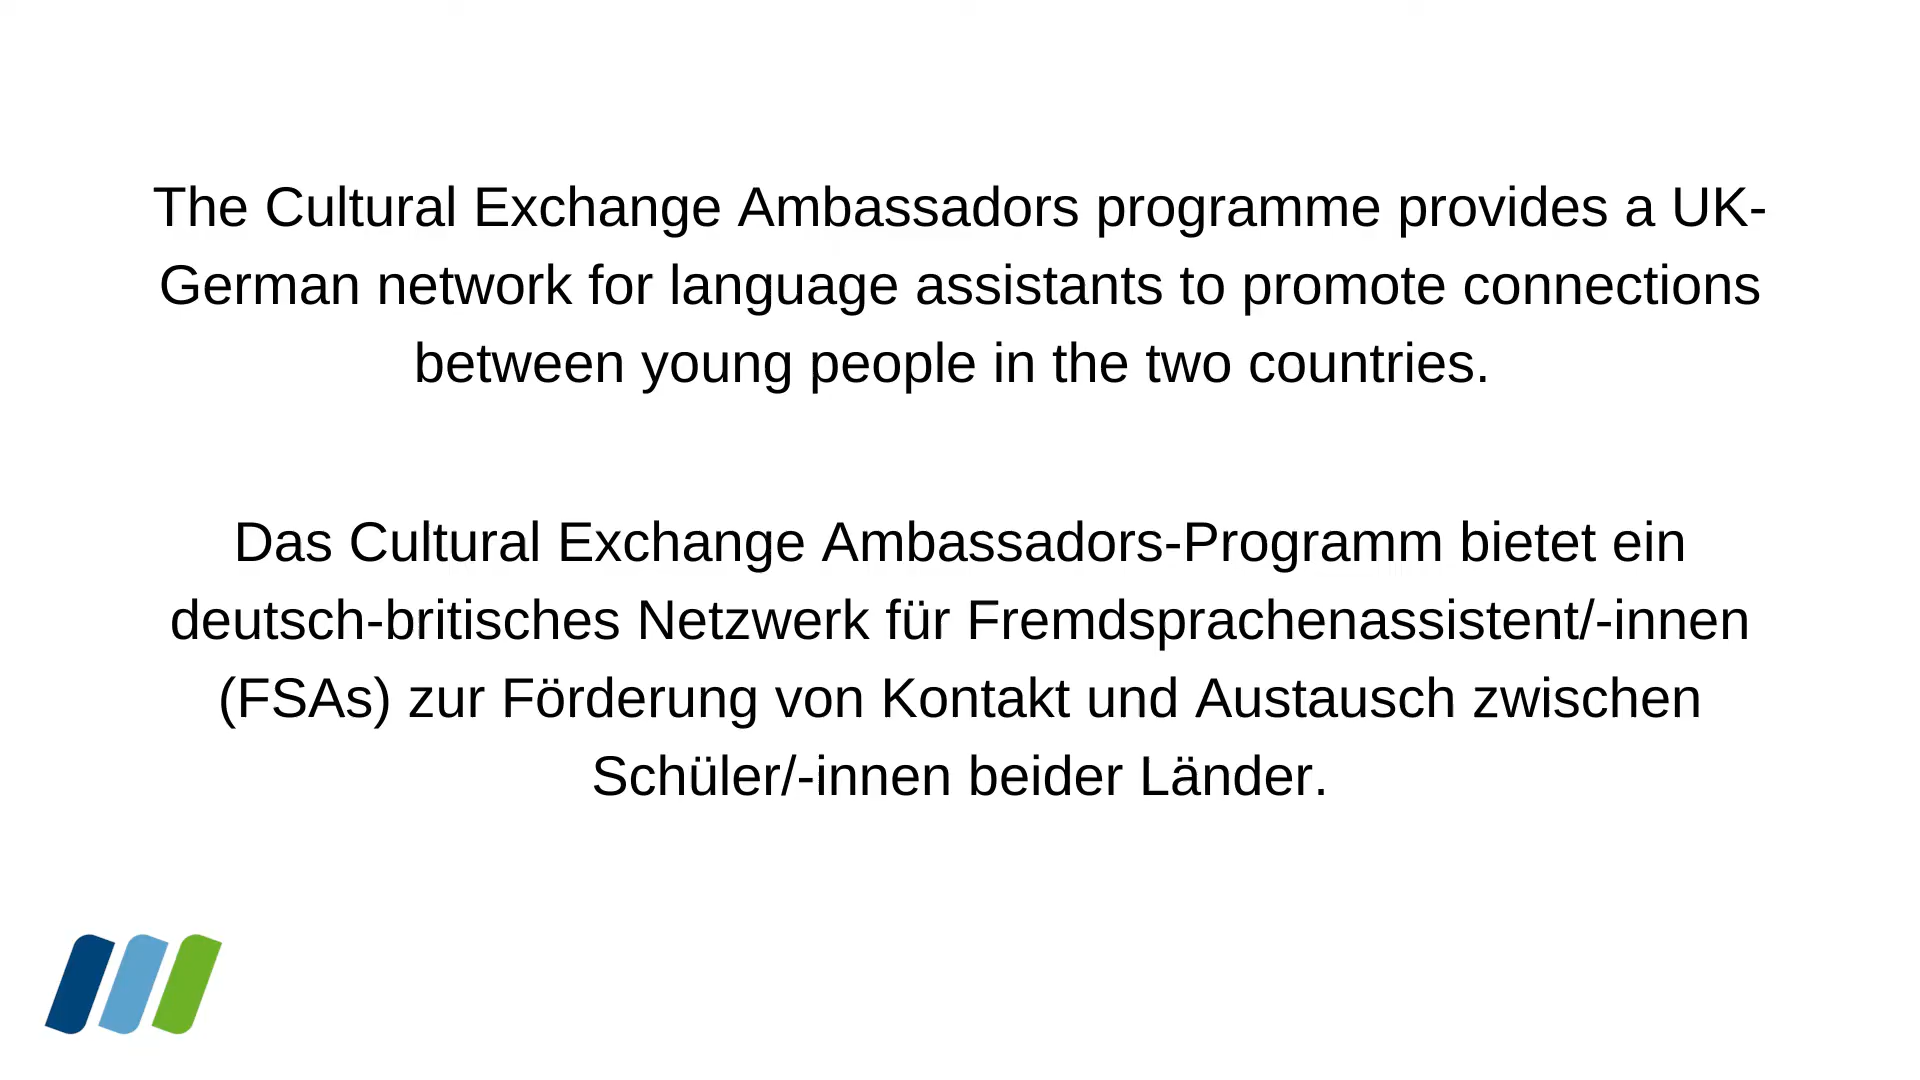 The Cultural Exchange Ambassadors programme provides a UK-
German network for language assistants to promote connections
between young people in the two countries.
Das Cultural Exchange Ambassadors-Programm bietet ein
deutsch-britisches Netzwerk für Fremdsprachenassistent/-innen
(FSAs) zur Förderung von Kontakt und Austausch zwischen
Schüler/-innen beider Länder.